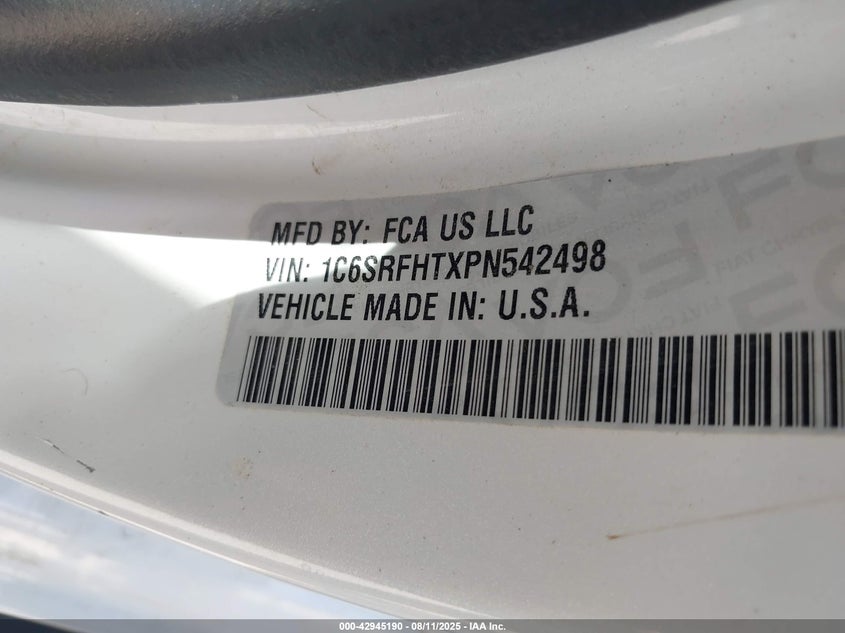 MFD BY: FCA US LLC
VIN: 1C6SRFHTXPN542498
VEHICLE MADE IN: U.S.A.
000-42945190 - 08/11/2025 - IAA Inc.